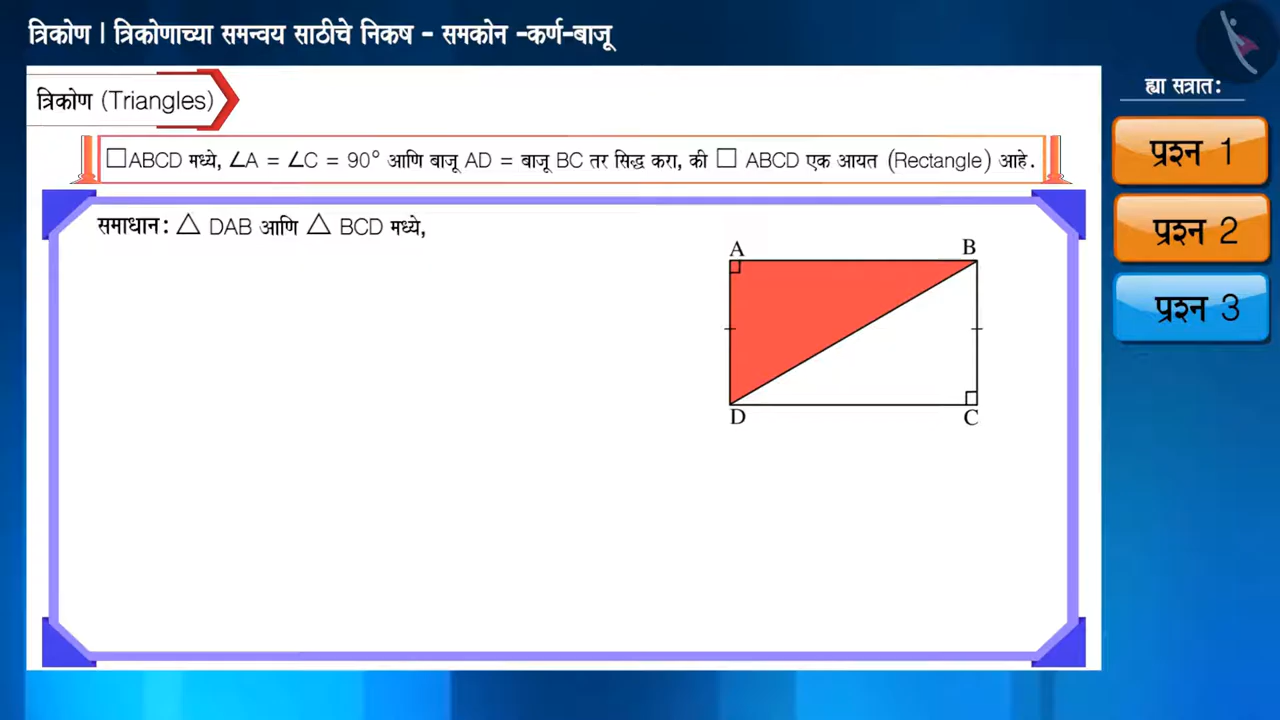 त्रिकोण | त्रिकोणाच्या समन्वय साठीचे निकष - समकोन -कर्ण-बाजू
ह्या सत्रात:
त्रिकोण (Triangles)
प्रश्न 1
□ABCD मध्ये, ∠A = ∠C = 90° आणि बाजू AD = बाजू BC तर सिद्ध करा, की □ ABCD एक आयत (Rectangle) आहे.
प्रश्न 2
समाधान: △ DAB आणि △ BCD मध्ये,
A B
प्रश्न 3
D C